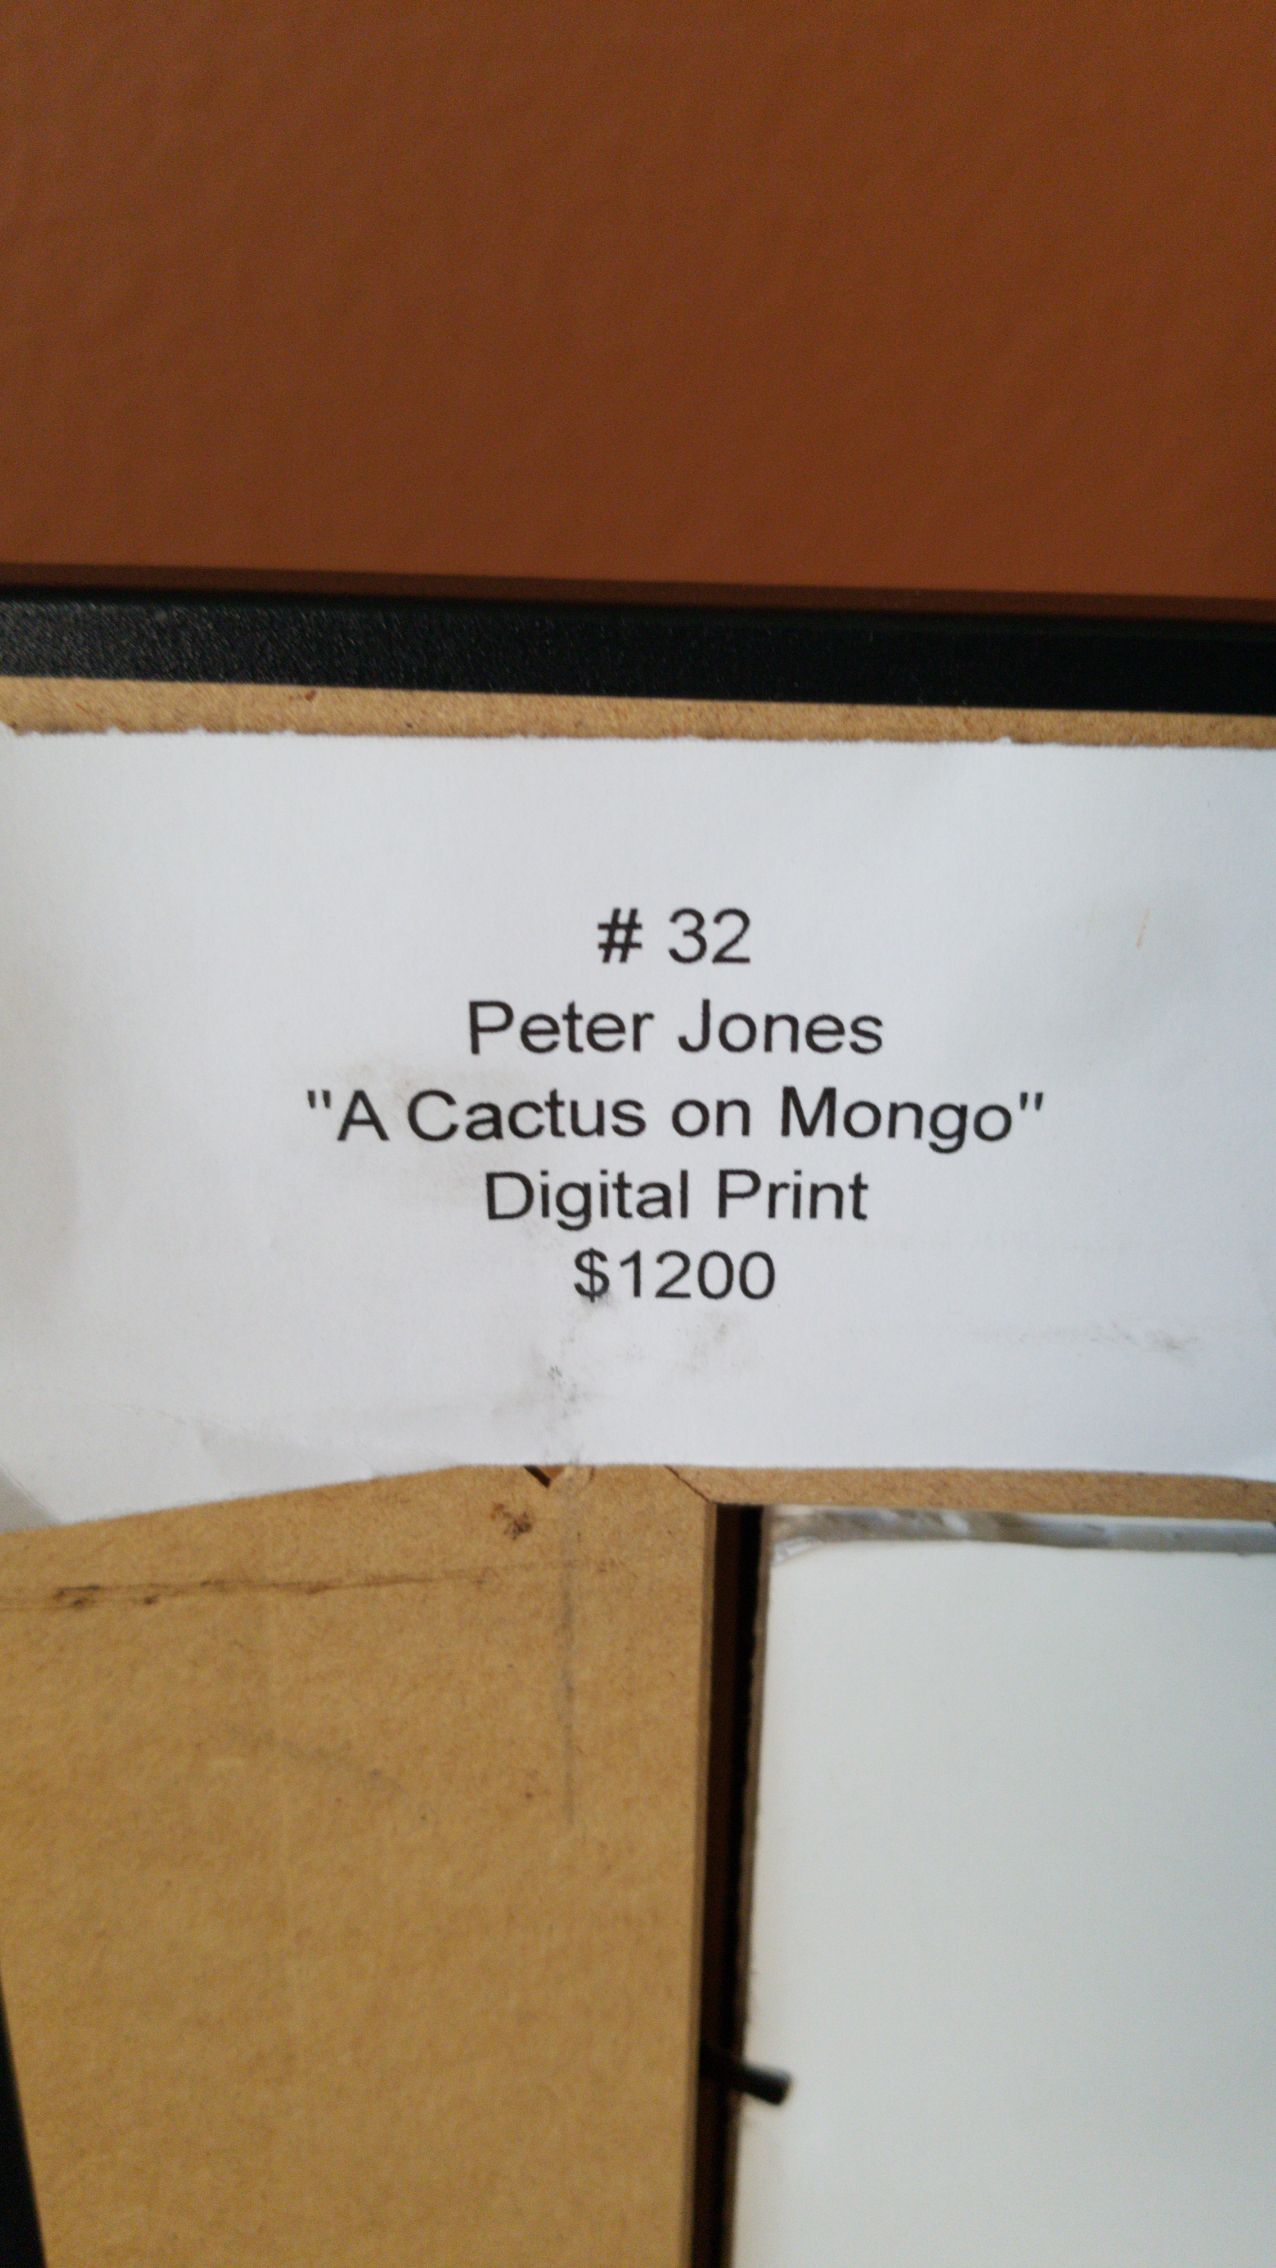 # 32
Peter Jones
"A Cactus on Mongo"
Digital Print
$1200